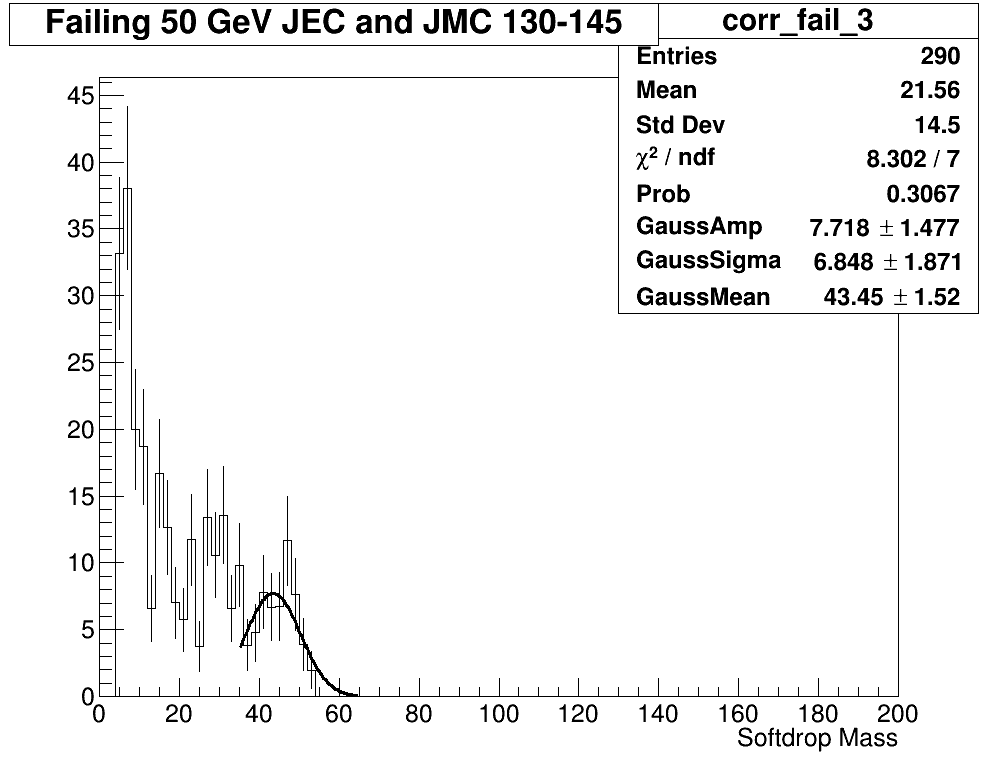 Failing 50 GeV JEC and JMC 130-145
corr_fail_3
Entries 290
Mean 21.56
Std Dev 14.5
χ² / ndf 8.302 / 7
Prob 0.3067
GaussAmp 7.718 ± 1.477
GaussSigma 6.848 ± 1.871
GaussMean 43.45 ± 1.52
45
40
35
30
25
20
15
10
5
0
0 20 40 60 80 100 120 140 160 180 200
Softdrop Mass